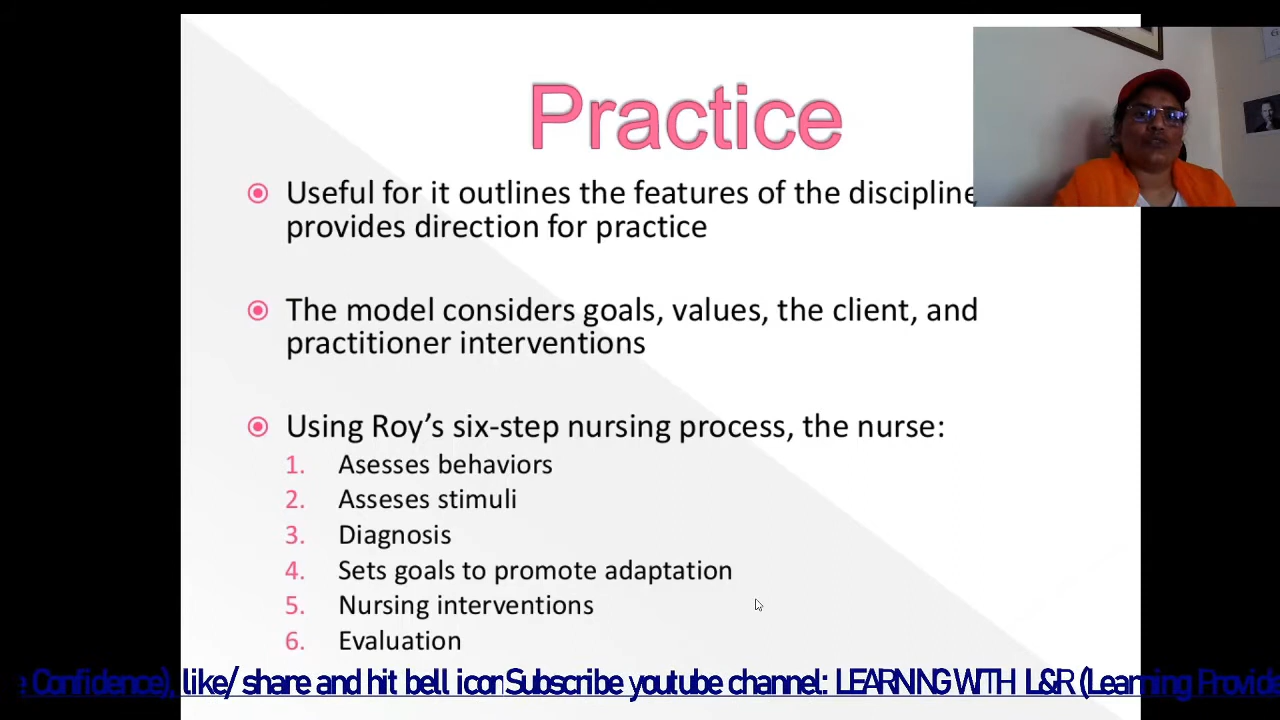 Practice
Useful for it outlines the features of the discipline
provides direction for practice
The model considers goals, values, the client, and
practitioner interventions
Using Roy’s six-step nursing process, the nurse:
1. Asesses behaviors
2. Asseses stimuli
3. Diagnosis
4. Sets goals to promote adaptation
5. Nursing interventions
6. Evaluation
Confidence), like/ share and hit bell icon Subscribe youtube channel: LEARNING WITH L&R (Learning